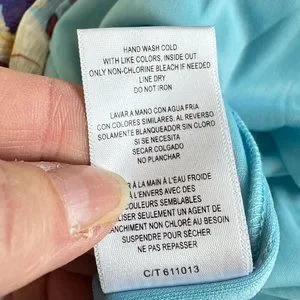 HAND WASH COLD
WITH LIKE COLORS, INSIDE OUT
ONLY NON-CHLORINE BLEACH IF NEEDED
LINE DRY
DO NOT IRON
LAVAR A MANO CON AGUA FRIA
CON COLORES SIMILARES, AL REVERSO
SOLAMENTE BLANQUEADOR SIN CLORO
SI SE NECESITA
SECAR COLGADO
NO PLANCHAR
À LA MAIN À L'EAU FROIDE
À L'ENVERS AVEC DES
COULEURS SEMBLABLES
SEULEMENT UN AGENT DE
NON CHLORÉ AU BESOIN
SUSPENDRE POUR SÉCHER
NE PAS REPASSER
C/T 611013